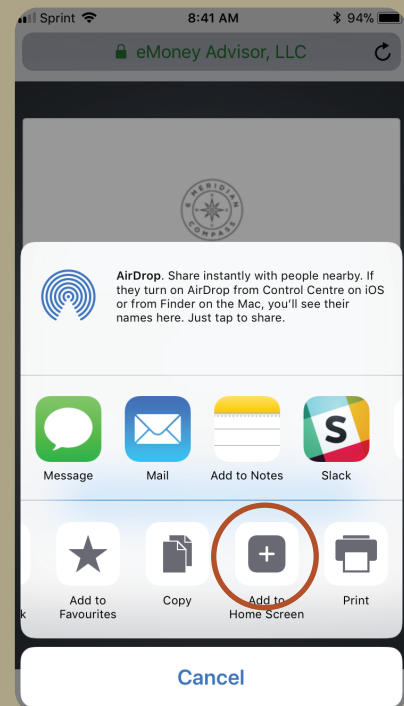 Sprint 8:41 AM 94%
eMoney Advisor, LLC
MERIDIAN
COMPASS
AirDrop. Share instantly with people nearby. If
they turn on AirDrop from Control Centre on iOS
or from Finder on the Mac, you’ll see their
names here. Just tap to share.
Message Mail Add to Notes Slack
S
k Add to Favourites Copy Add to Home Screen Print
Cancel